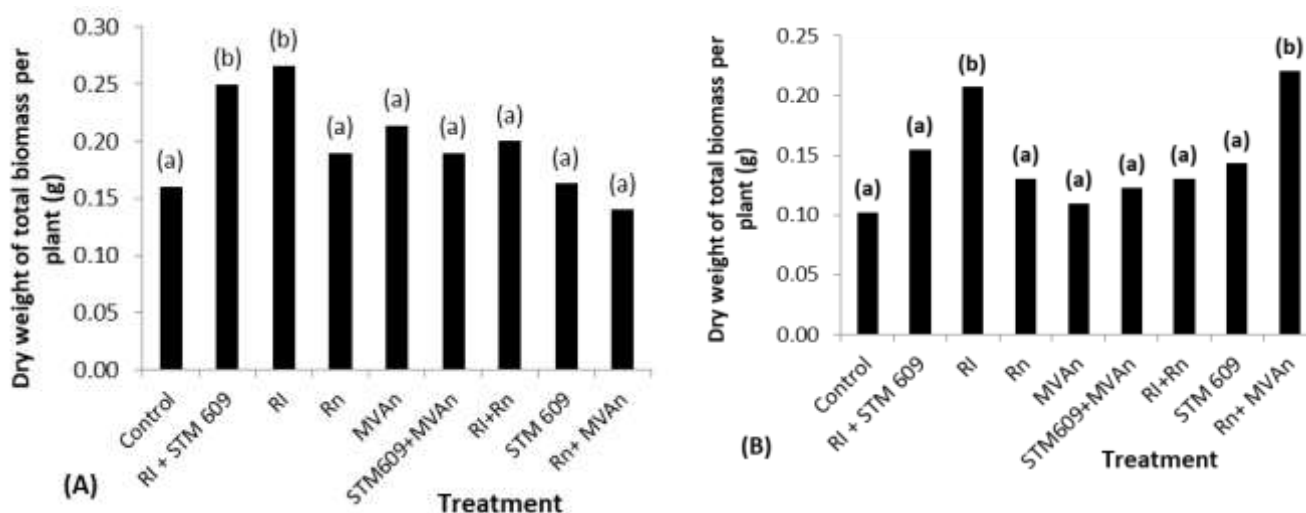 Dry weight of total biomass per
plant (g)
0.30
0.25
0.20
0.15
0.10
0.05
0.00
(a)
(b)
(b)
(a)
(a)
(a)
(a)
(a)
(a)
Control
RI + STM 609
RI
Rn
MVAn
STM609+MVAn
RI+Rn
STM 609
Rn+ MVAn
(A)
Treatment
Dry weight of total biomass per
plant (g)
0.25
0.20
0.15
0.10
0.05
0.00
(a)
(a)
(b)
(a)
(a)
(a)
(a)
(a)
(b)
Control
RI + STM 609
RI
Rn
MVAn
STM609+MVAn
RI+Rn
STM 609
Rn+ MVAn
(B)
Treatment